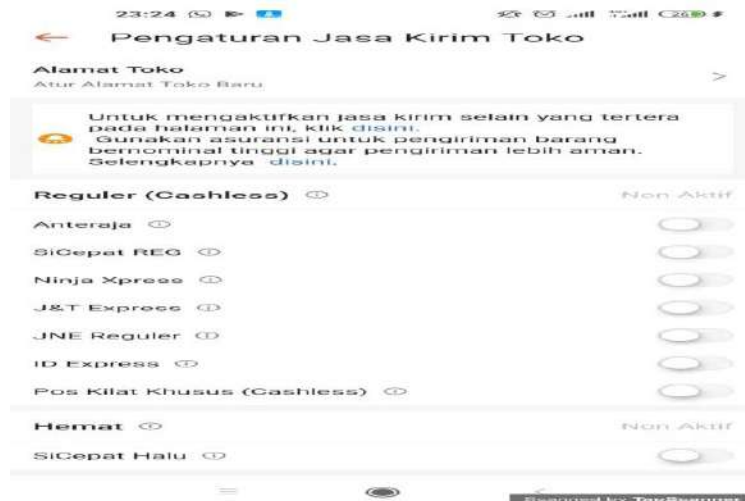 23:24
Pengaturan Jasa Kirim Toko
Alamat Toko
Atur Alamat Toko Baru
Untuk mengaktifkan jasa kirim selain yang tertera
pada halaman ini, klik disini.
Gunakan asuransi untuk pengiriman barang
bernominal tinggi agar pengiriman lebih aman.
Selengkapnya disini.
Reguler (Cashless) Non Aktif
Anteraja
SiCepat REG
Ninja Xpress
J&T Express
JNE Reguler
ID Express
Pos Kilat Khusus (Cashless)
Hemat Non Aktif
SiCepat Halu
Scanned by TapScanner